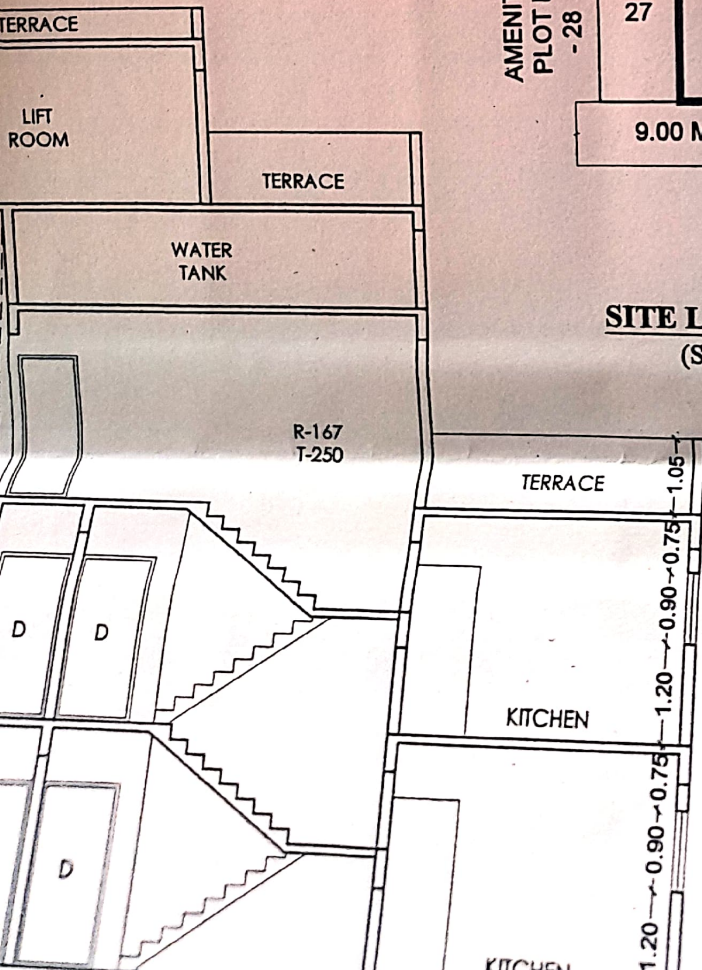 TERRACE
LIFT
ROOM
TERRACE
WATER
TANK
R-167
T-250
TERRACE
1.05
0.75
0.90
1.20
KITCHEN
D
D
0.75
0.90
1.20
D
KITCHEN
PLOT
- 28
27
9.00
SITE